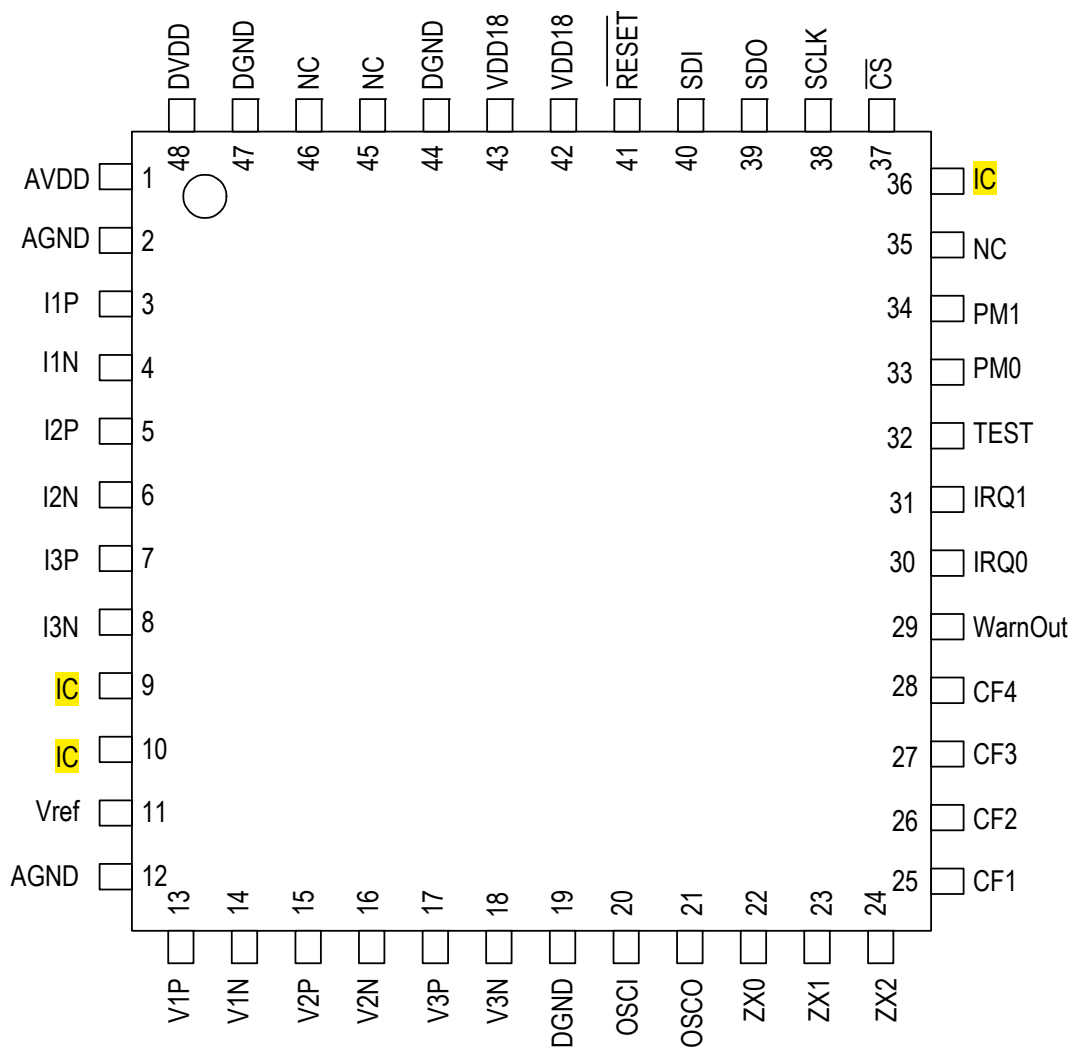 DVDD
DGND
NC
NC
DGND
VDD18
VDD18
RESET
SDI
SDO
SCLK
CS
48
47
46
45
44
43
42
41
40
39
38
37
AVDD 1
AGND 2
I1P 3
I1N 4
I2P 5
I2N 6
I3P 7
I3N 8
IC 9
IC 10
Vref 11
AGND 12
36 IC
35 NC
34 PM1
33 PM0
32 TEST
31 IRQ1
30 IRQ0
29 WarnOut
28 CF4
27 CF3
26 CF2
25 CF1
13
14
15
16
17
18
19
20
21
22
23
24
V1P
V1N
V2P
V2N
V3P
V3N
DGND
OSCI
OSCO
ZX0
ZX1
ZX2